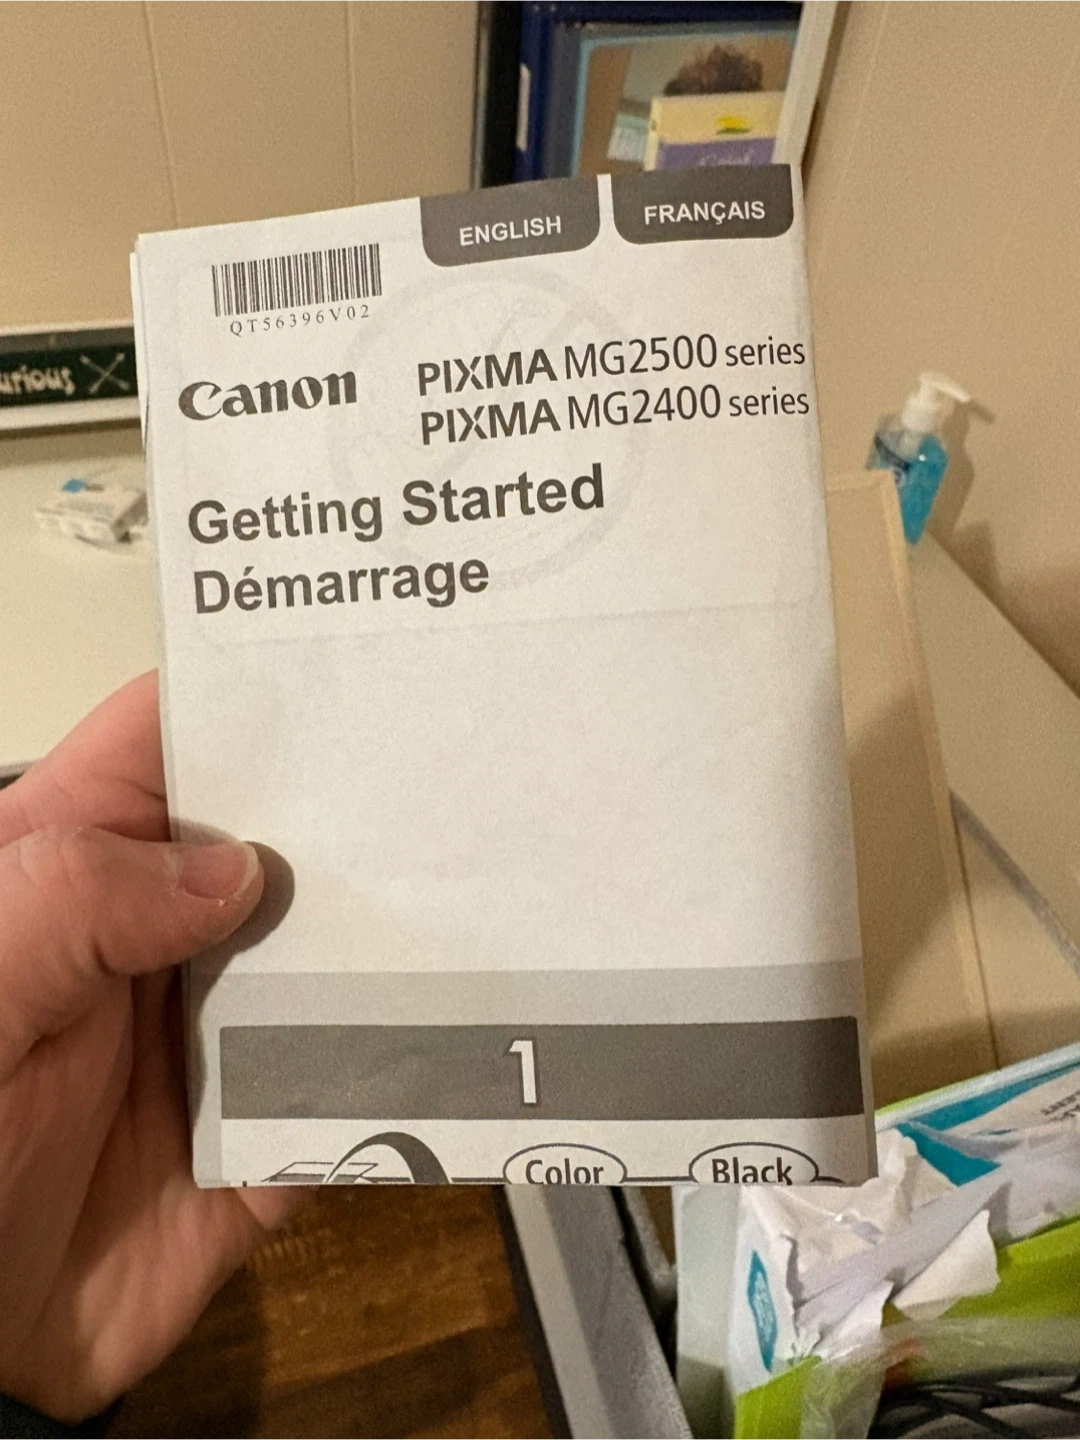 ENGLISH
FRANÇAIS
QT56396V02
Canon
PIXMA MG2500 series
PIXMA MG2400 series
Getting Started
Démarrage
1
Color
Black